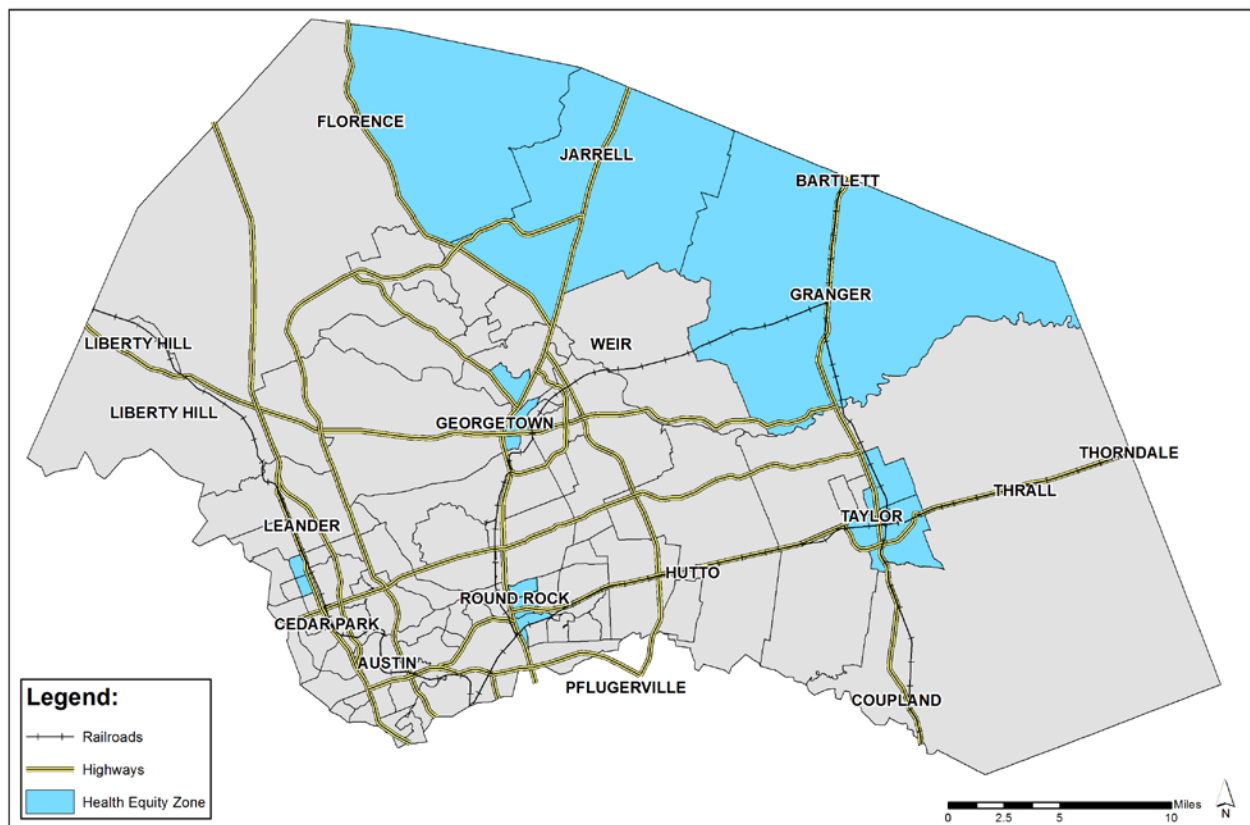 FLORENCE
JARRELL
BARTLETT
GRANGER
WEIR
LIBERTY HILL
LIBERTY HILL
GEORGETOWN
THORNDALE
THRALL
TAYLOR
LEANDER
HUTTO
ROUND ROCK
CEDAR PARK
AUSTIN
PFLUGERVILLE
COUPLAND
Legend:
Railroads
Highways
Health Equity Zone
Miles
0 2.5 5 10
N